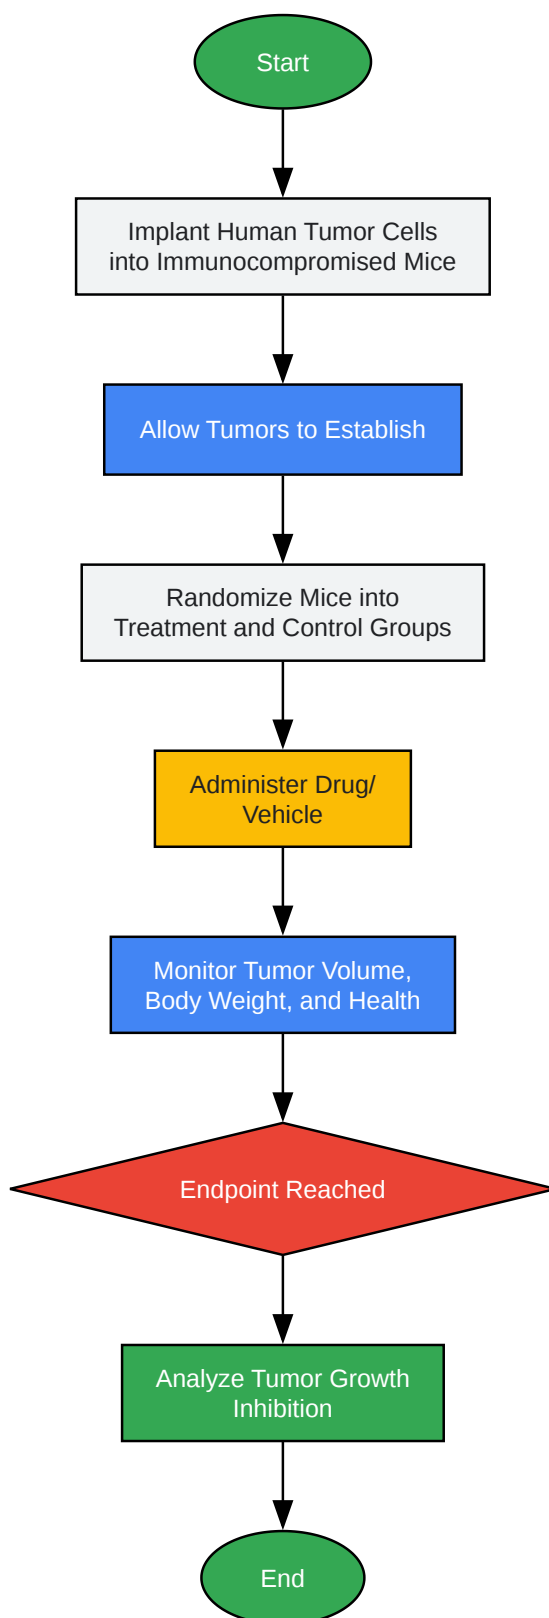 Start
Implant Human Tumor Cells
into Immunocompromised Mice
Allow Tumors to Establish
Randomize Mice into
Treatment and Control Groups
Administer Drug/
Vehicle
Monitor Tumor Volume,
Body Weight, and Health
Endpoint Reached
Analyze Tumor Growth
Inhibition
End